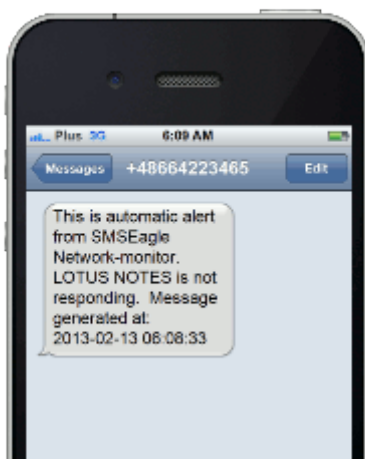 Plus 3G 6:09 AM
Messages +48664223465 Edit
This is automatic alert
from SMSEagle
Network-monitor.
LOTUS NOTES is not
responding. Message
generated at:
2013-02-13 06:08:33